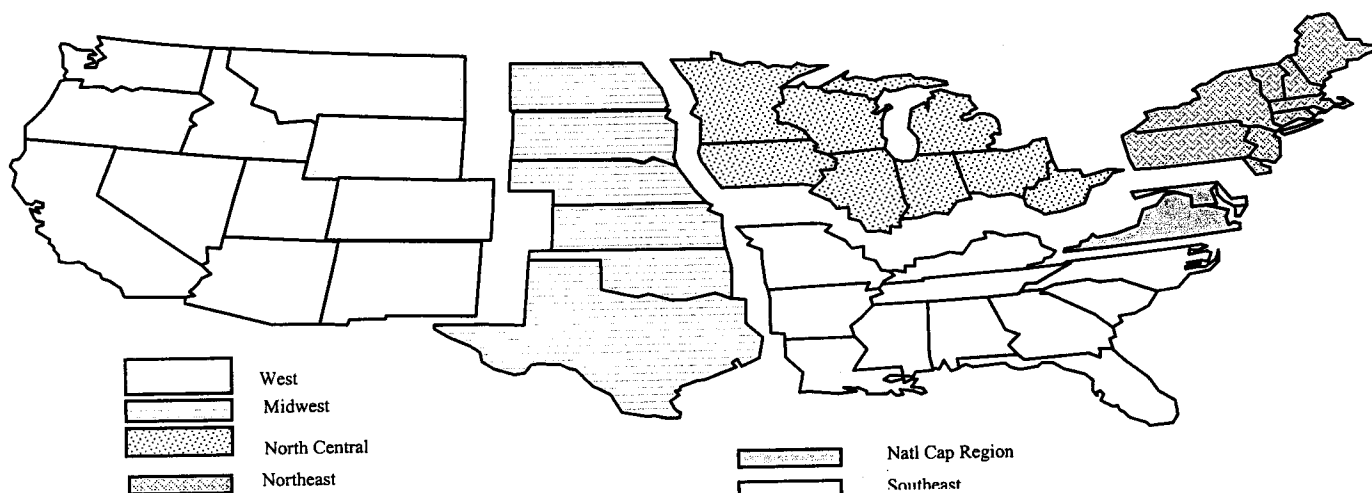 West
Midwest
North Central
Northeast
Natl Cap Region
Southeast